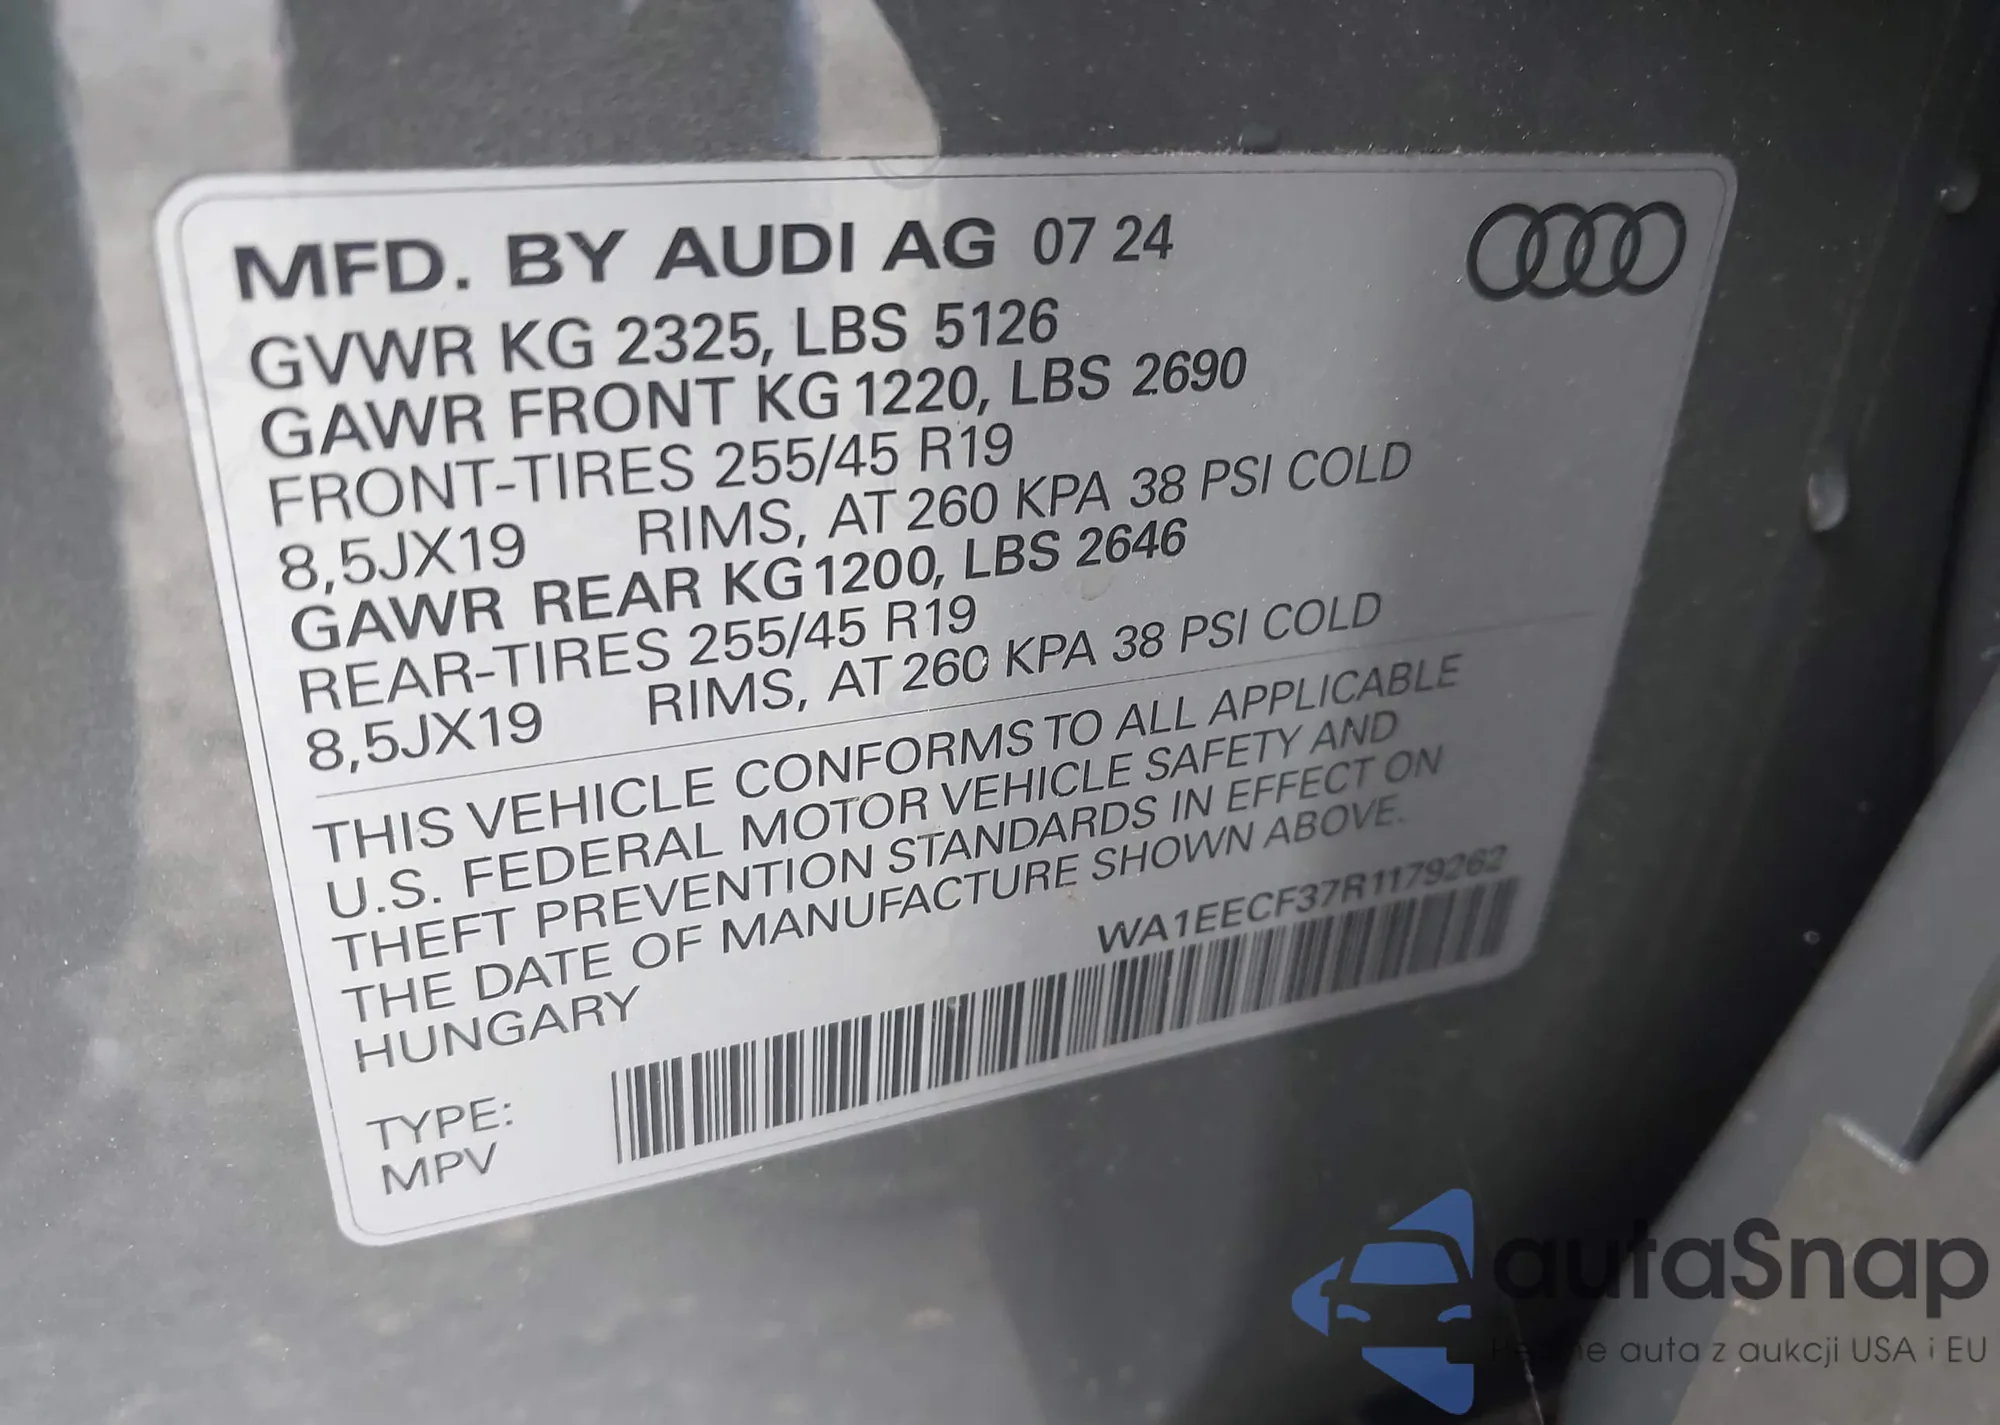 MFD. BY AUDI AG 07 24
GVWR KG 2325, LBS 5126
GAWR FRONT KG 1220, LBS 2690
FRONT-TIRES 255/45 R19
8,5JX19 RIMS, AT 260 KPA 38 PSI COLD
GAWR REAR KG 1200, LBS 2646
REAR-TIRES 255/45 R19
8,5JX19 RIMS, AT 260 KPA 38 PSI COLD
THIS VEHICLE CONFORMS TO ALL APPLICABLE
U.S. FEDERAL MOTOR VEHICLE SAFETY AND
THEFT PREVENTION STANDARDS IN EFFECT ON
THE DATE OF MANUFACTURE SHOWN ABOVE.
HUNGARY
WA1EECF37R1179262
TYPE:
MPV
autaSnap
auta z aukcji USA i EU